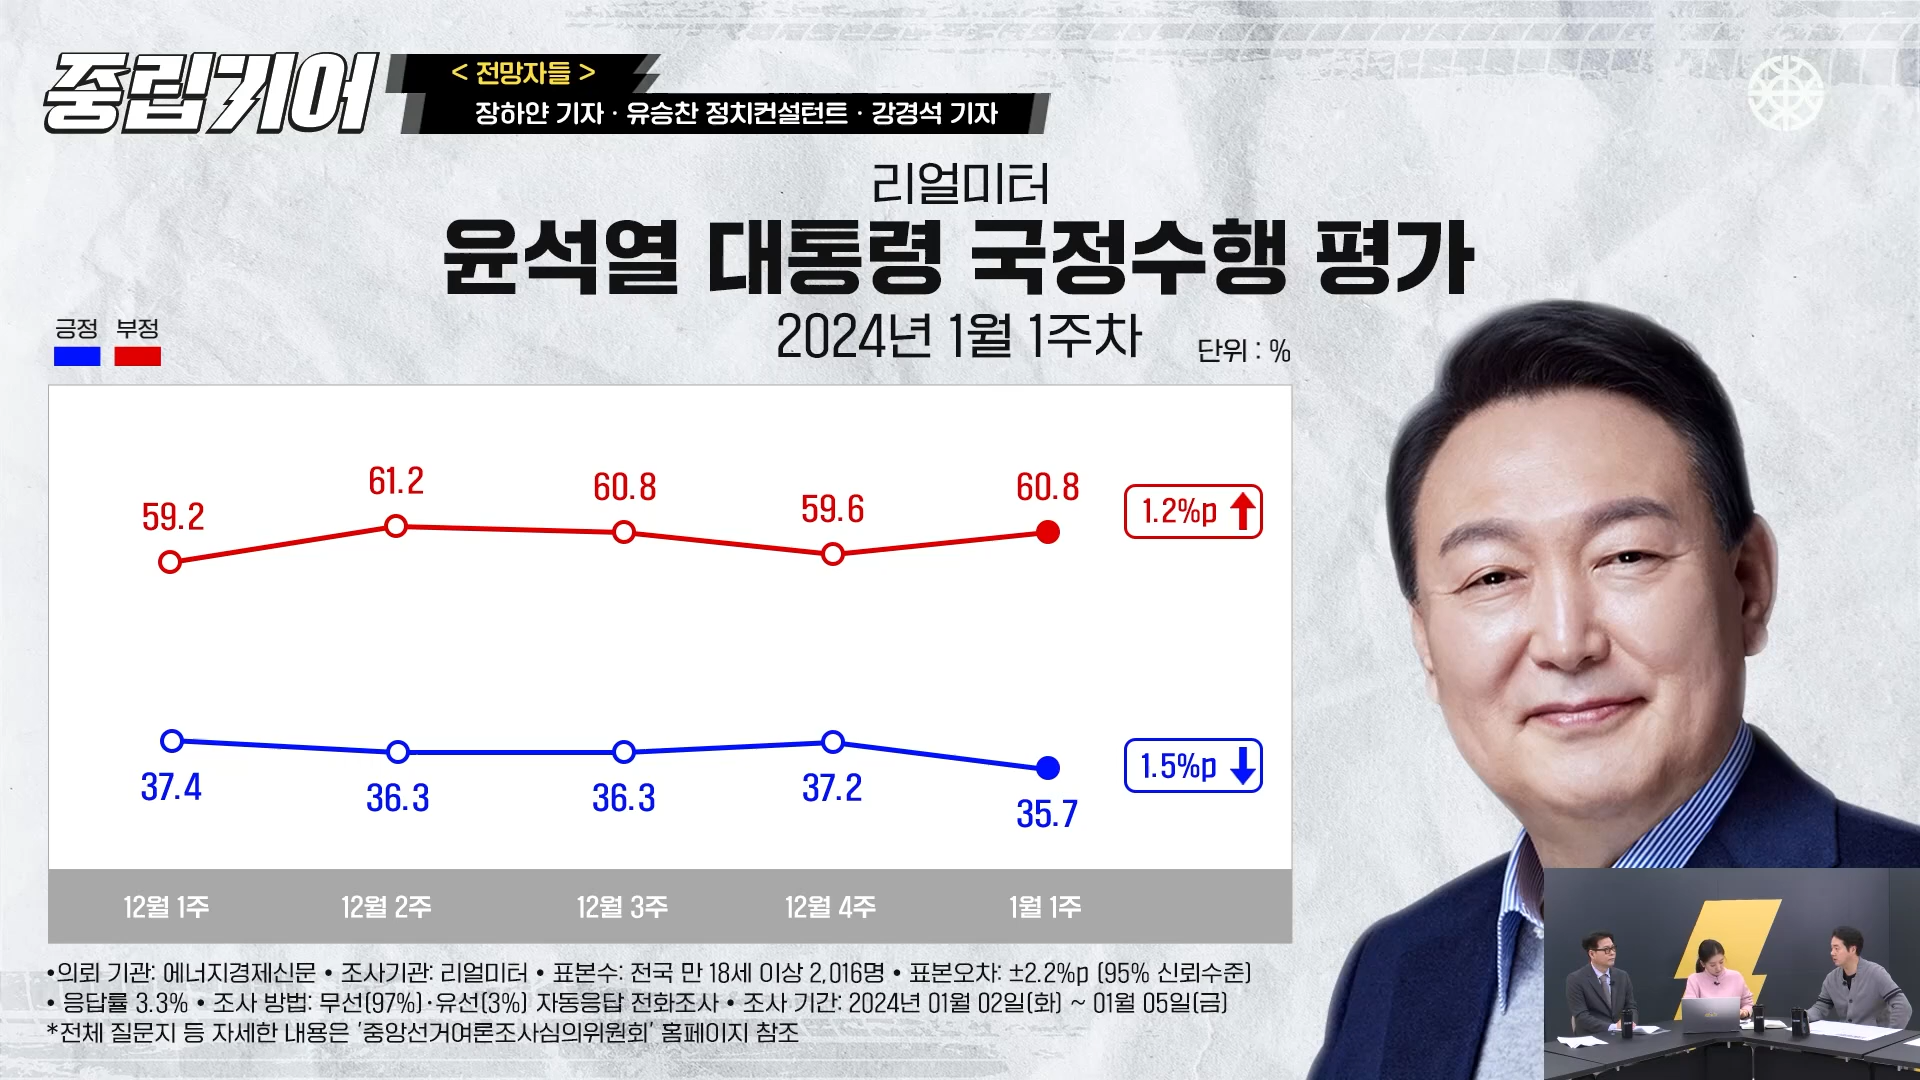 중립기어
< 전망자들 >
장하얀 기자 · 유승찬 정치컨설턴트 · 강경석 기자
리얼미터
윤석열 대통령 국정수행 평가
2024년 1월 1주차
단위 : %
긍정 부정
59.2 61.2 60.8 59.6 60.8 1.2%p
37.4 36.3 36.3 37.2 35.7 1.5%p
12월 1주 12월 2주 12월 3주 12월 4주 1월 1주
•의뢰 기관: 에너지경제신문 • 조사기관: 리얼미터 • 표본수: 전국 만 18세 이상 2,016명 • 표본오차: ±2.2%p (95% 신뢰수준)
• 응답률 3.3% • 조사 방법: 무선(97%)·유선(3%) 자동응답 전화조사 • 조사 기간: 2024년 01월 02일(화) ~ 01월 05일(금)
*전체 질문지 등 자세한 내용은 '중앙선거여론조사심의위원회' 홈페이지 참조